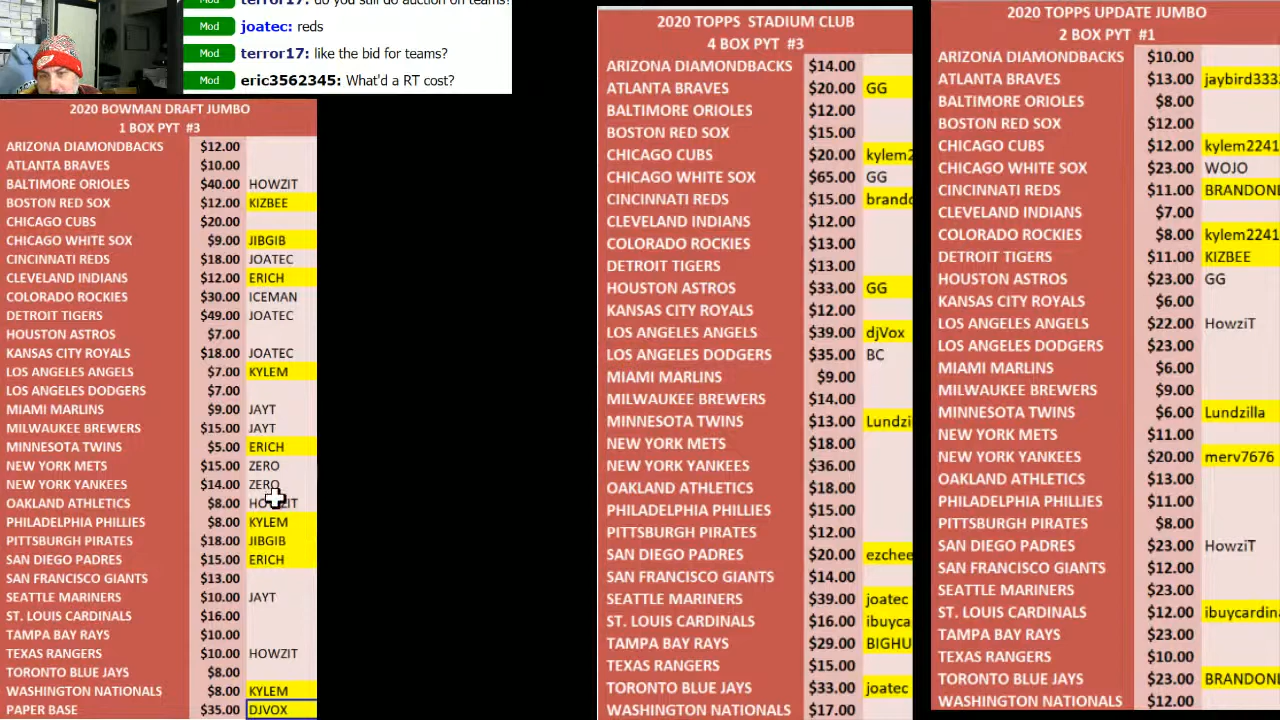 Mod terror17: do you still do auction on teams?
Mod joatec: reds
Mod terror17: like the bid for teams?
Mod eric3562345: What'd a RT cost?
2020 BOWMAN DRAFT JUMBO
1 BOX PYT #3
ARIZONA DIAMONDBACKS $12.00
ATLANTA BRAVES $10.00
BALTIMORE ORIOLES $40.00 HOWZIT
BOSTON RED SOX $12.00 KIZBEE
CHICAGO CUBS $20.00
CHICAGO WHITE SOX $9.00 JIBGIB
CINCINNATI REDS $18.00 JOATEC
CLEVELAND INDIANS $12.00 ERICH
COLORADO ROCKIES $30.00 ICEMAN
DETROIT TIGERS $49.00 JOATEC
HOUSTON ASTROS $7.00
KANSAS CITY ROYALS $18.00 JOATEC
LOS ANGELES ANGELS $7.00 KYLEM
LOS ANGELES DODGERS $7.00
MIAMI MARLINS $9.00 JAYT
MILWAUKEE BREWERS $15.00 JAYT
MINNESOTA TWINS $5.00 ERICH
NEW YORK METS $15.00 ZERO
NEW YORK YANKEES $14.00 ZERO
OAKLAND ATHLETICS $8.00 HOWZIT
PHILADELPHIA PHILLIES $8.00 KYLEM
PITTSBURGH PIRATES $18.00 JIBGIB
SAN DIEGO PADRES $15.00 ERICH
SAN FRANCISCO GIANTS $13.00
SEATTLE MARINERS $10.00 JAYT
ST. LOUIS CARDINALS $16.00
TAMPA BAY RAYS $10.00
TEXAS RANGERS $10.00 HOWZIT
TORONTO BLUE JAYS $8.00
WASHINGTON NATIONALS $8.00 KYLEM
PAPER BASE $35.00 DJVOX
2020 TOPPS STADIUM CLUB
4 BOX PYT #3
ARIZONA DIAMONDBACKS $14.00
ATLANTA BRAVES $20.00 GG
BALTIMORE ORIOLES $12.00
BOSTON RED SOX $15.00
CHICAGO CUBS $20.00 kylem2
CHICAGO WHITE SOX $65.00 GG
CINCINNATI REDS $15.00 brando
CLEVELAND INDIANS $12.00
COLORADO ROCKIES $13.00
DETROIT TIGERS $13.00
HOUSTON ASTROS $33.00 GG
KANSAS CITY ROYALS $12.00
LOS ANGELES ANGELS $39.00 djVox
LOS ANGELES DODGERS $35.00 BC
MIAMI MARLINS $9.00
MILWAUKEE BREWERS $14.00
MINNESOTA TWINS $13.00 Lundzi
NEW YORK METS $18.00
NEW YORK YANKEES $36.00
OAKLAND ATHLETICS $18.00
PHILADELPHIA PHILLIES $15.00
PITTSBURGH PIRATES $12.00
SAN DIEGO PADRES $20.00 ezchee
SAN FRANCISCO GIANTS $14.00
SEATTLE MARINERS $39.00 joatec
ST. LOUIS CARDINALS $16.00 ibuyca
TAMPA BAY RAYS $29.00 BIGHU
TEXAS RANGERS $15.00
TORONTO BLUE JAYS $33.00 joatec
WASHINGTON NATIONALS $17.00
2020 TOPPS UPDATE JUMBO
2 BOX PYT #1
ARIZONA DIAMONDBACKS $10.00
ATLANTA BRAVES $13.00 jaybird333
BALTIMORE ORIOLES $8.00
BOSTON RED SOX $12.00
CHICAGO CUBS $12.00 kylem2241
CHICAGO WHITE SOX $23.00 WOJO
CINCINNATI REDS $11.00 BRANDONL
CLEVELAND INDIANS $7.00
COLORADO ROCKIES $8.00 kylem2241
DETROIT TIGERS $11.00 KIZBEE
HOUSTON ASTROS $23.00 GG
KANSAS CITY ROYALS $6.00
LOS ANGELES ANGELS $22.00 HowziT
LOS ANGELES DODGERS $23.00
MIAMI MARLINS $6.00
MILWAUKEE BREWERS $9.00
MINNESOTA TWINS $6.00 Lundzilla
NEW YORK METS $11.00
NEW YORK YANKEES $20.00 merv7676
OAKLAND ATHLETICS $13.00
PHILADELPHIA PHILLIES $11.00
PITTSBURGH PIRATES $8.00
SAN DIEGO PADRES $23.00 HowziT
SAN FRANCISCO GIANTS $12.00
SEATTLE MARINERS $23.00
ST. LOUIS CARDINALS $12.00 ibuycardin
TAMPA BAY RAYS $23.00
TEXAS RANGERS $10.00
TORONTO BLUE JAYS $23.00 BRANDONL
WASHINGTON NATIONALS $12.00